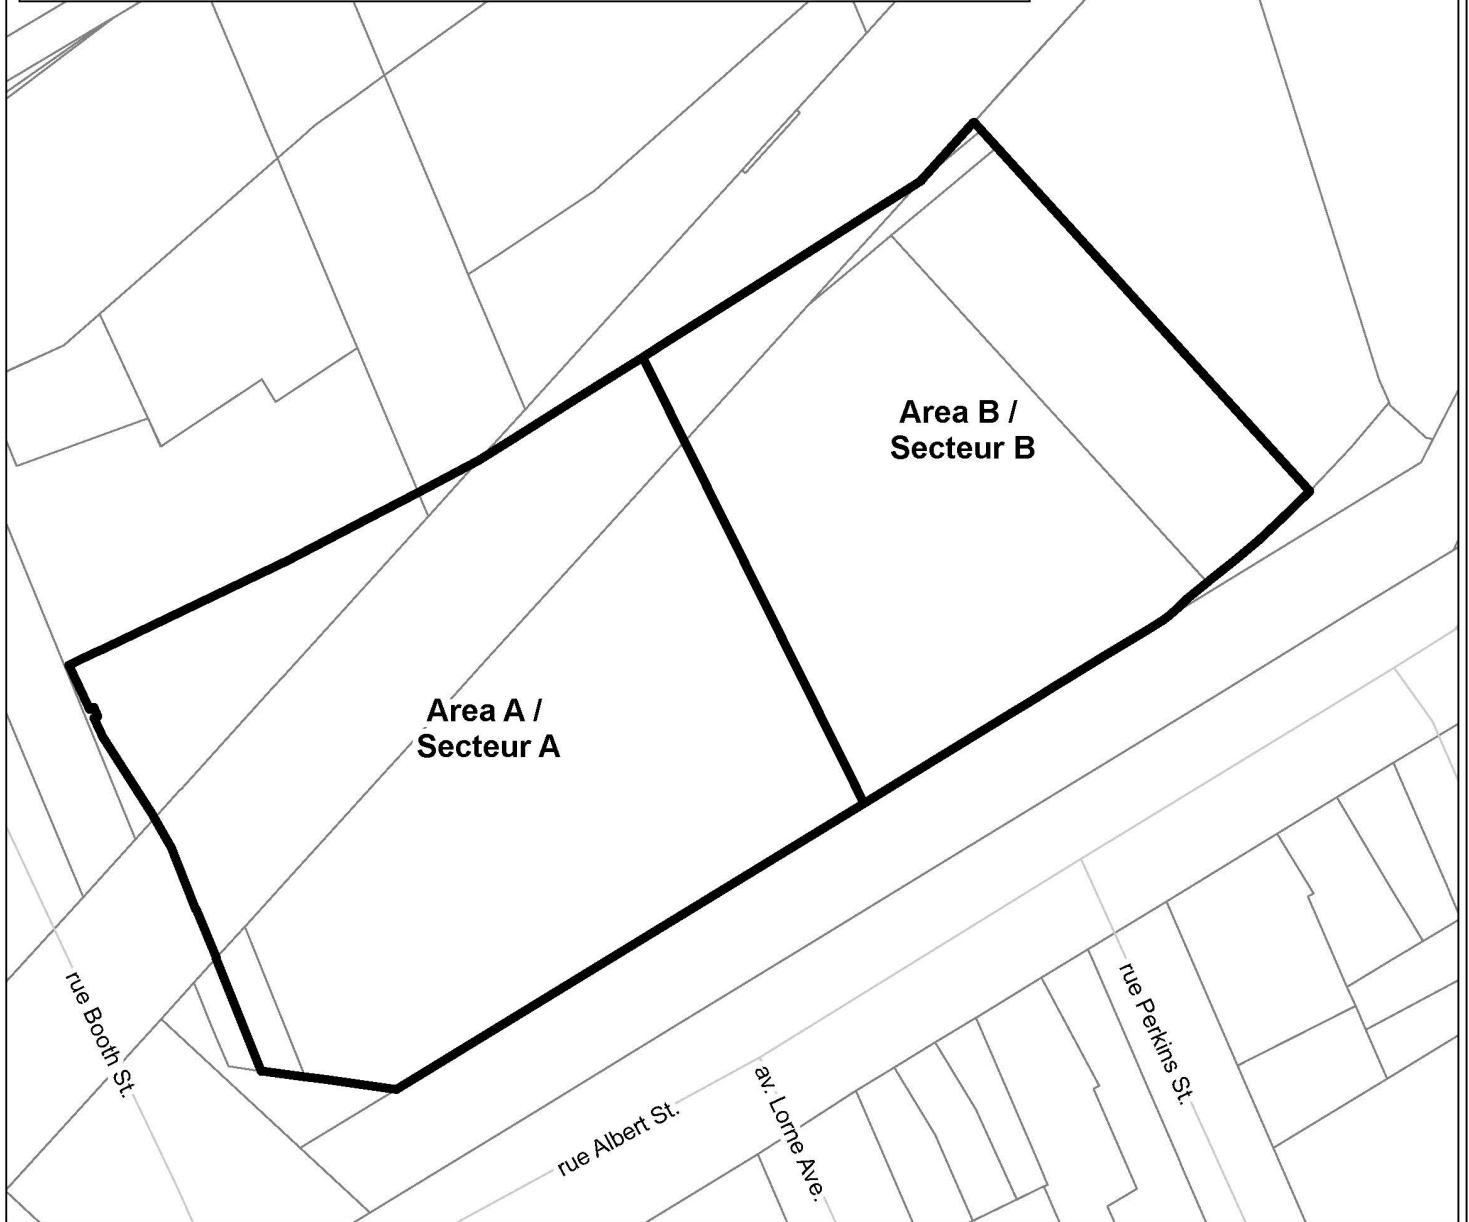 Area B /
Secteur B
Area A /
Secteur A
rue Booth St.
rue Perkins St.
av. Lorne Ave.
rue Albert St.